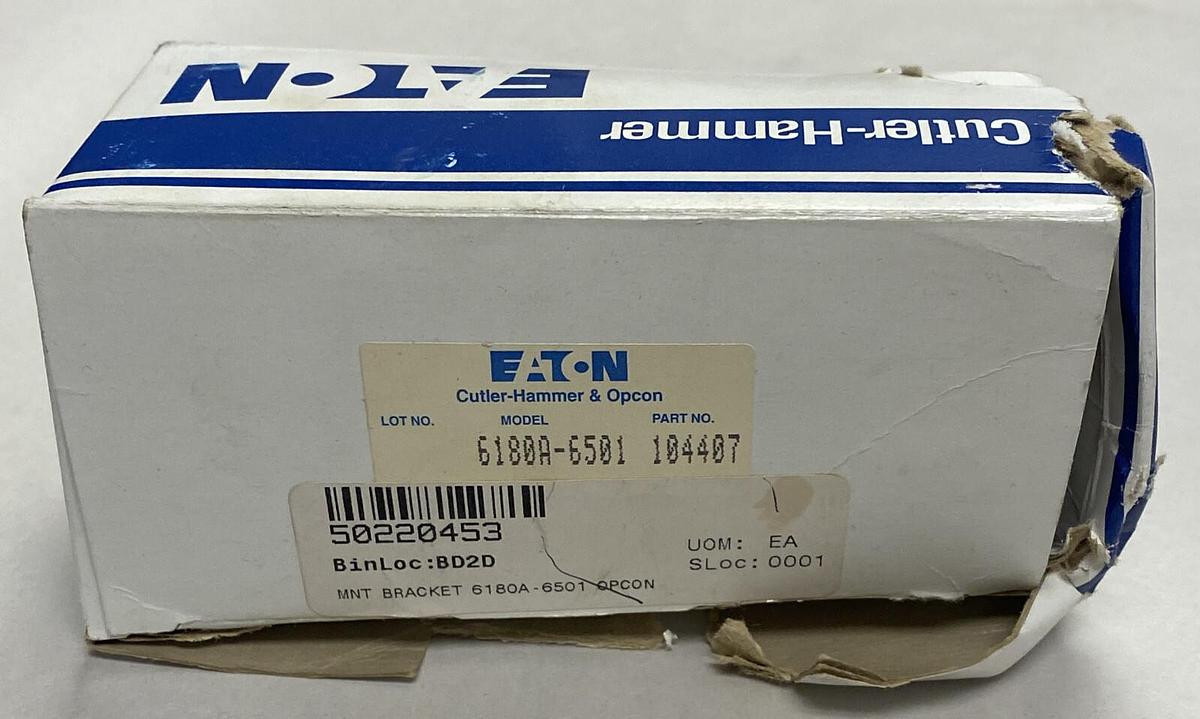 EATON
Cutler-Hammer
EATON
Cutler-Hammer & Opcon
LOT NO. MODEL PART NO.
6180A-6501 104407
50220453
BinLoc:BD2D
UOM: EA
SLoc: 0001
MNT BRACKET 6180A-6501 OPCON